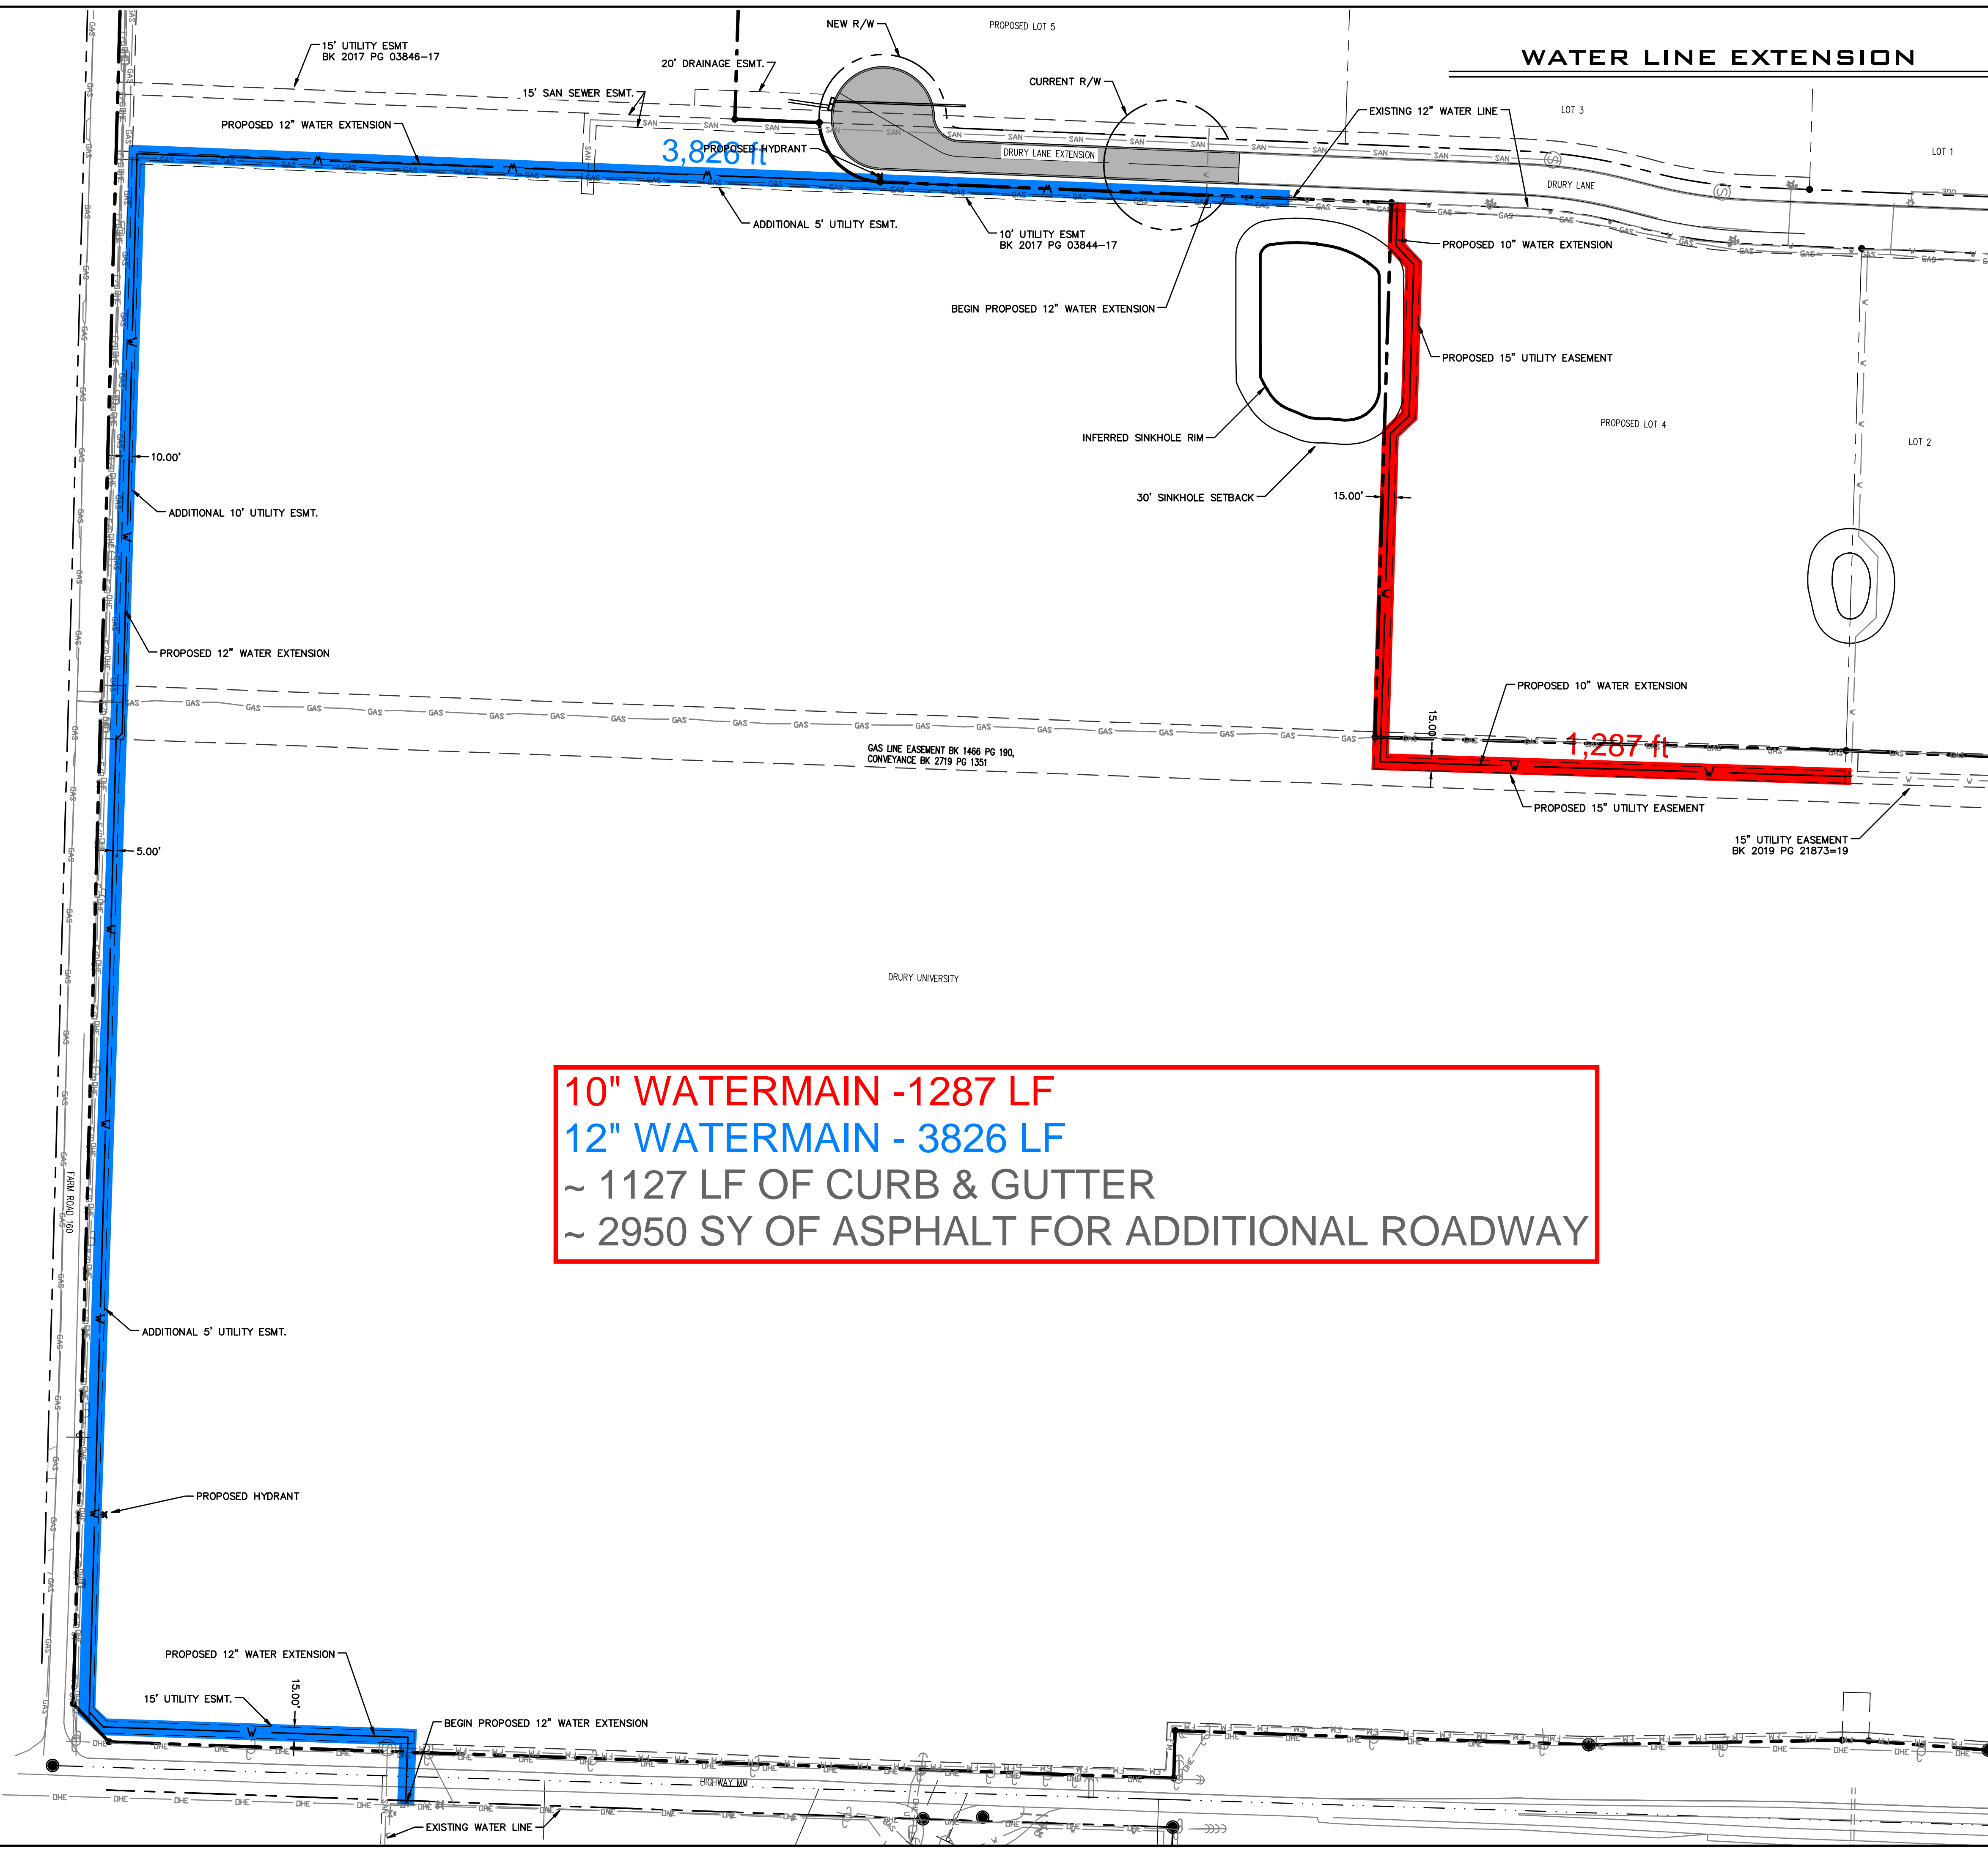 WATER LINE EXTENSION
NEW R/W
PROPOSED LOT 5
15' UTILITY ESMT
BK 2017 PG 03846-17
20' DRAINAGE ESMT.
CURRENT R/W
15' SAN SEWER ESMT.
EXISTING 12" WATER LINE
LOT 3
PROPOSED 12" WATER EXTENSION
LOT 1
3,826 ft
PROPOSED HYDRANT
DRURY LANE EXTENSION
DRURY LANE
ADDITIONAL 5' UTILITY ESMT.
10' UTILITY ESMT
BK 2017 PG 03844-17
PROPOSED 10" WATER EXTENSION
BEGIN PROPOSED 12" WATER EXTENSION
PROPOSED 15" UTILITY EASEMENT
PROPOSED LOT 4
INFERRED SINKHOLE RIM
LOT 2
10.00'
30' SINKHOLE SETBACK
15.00'
ADDITIONAL 10' UTILITY ESMT.
PROPOSED 12" WATER EXTENSION
PROPOSED 10" WATER EXTENSION
15.00'
1,287 ft
GAS LINE EASEMENT BK 1466 PG 190,
CONVEYANCE BK 2719 PG 1351
PROPOSED 15" UTILITY EASEMENT
15" UTILITY EASEMENT
BK 2019 PG 21873=19
5.00'
DRURY UNIVERSITY
10" WATERMAIN -1287 LF
12" WATERMAIN - 3826 LF
~ 1127 LF OF CURB & GUTTER
~ 2950 SY OF ASPHALT FOR ADDITIONAL ROADWAY
FARM ROAD 160
ADDITIONAL 5' UTILITY ESMT.
PROPOSED HYDRANT
PROPOSED 12" WATER EXTENSION
15' UTILITY ESMT.
15.00'
BEGIN PROPOSED 12" WATER EXTENSION
HIGHWAY MM
EXISTING WATER LINE